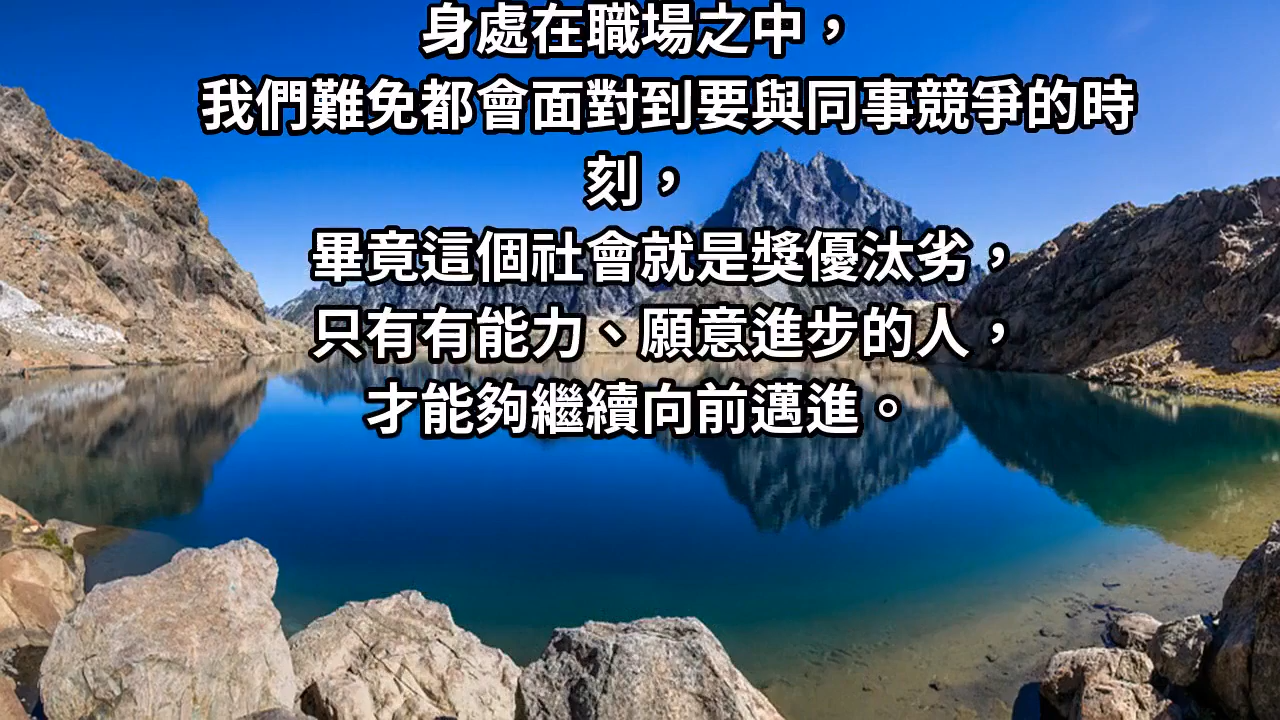 身處在職場之中，
我們難免都會面對到要與同事競爭的時
刻，
畢竟這個社會就是獎優汰劣，
只有有能力、願意進步的人，
才能夠繼續向前邁進。